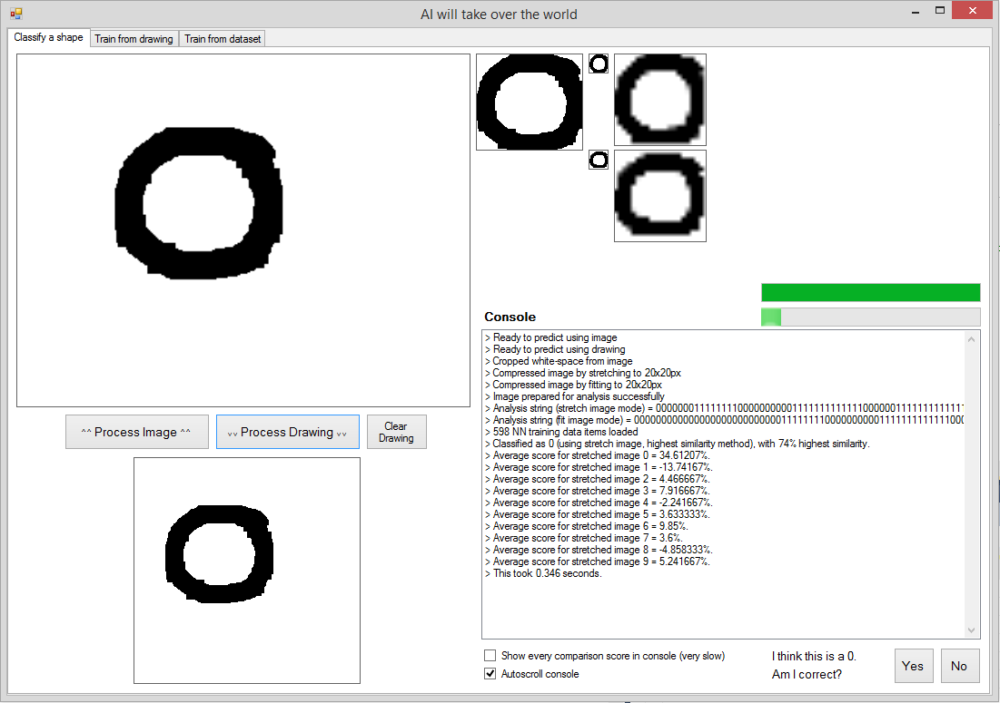 AI will take over the world
Classify a shape
Train from drawing
Train from dataset
^^ Process Image ^^
vv Process Drawing vv
Clear
Drawing
Console
> Ready to predict using image
> Ready to predict using drawing
> Cropped white-space from image
> Compressed image by stretching to 20x20px
> Compressed image by fitting to 20x20px
> Image prepared for analysis successfully
> Analysis string (stretch image mode) =
> Analysis string (fit image mode) =
> 598 NN training data items loaded
> Classified as 0 (using stretch image, highest similarity method), with 74% highest similarity.
> Average score for stretched image 0 = 34.61207%.
> Average score for stretched image 1 = -13.74167%.
> Average score for stretched image 2 = 4.466667%.
> Average score for stretched image 3 = 7.916667%.
> Average score for stretched image 4 = -2.241667%.
> Average score for stretched image 5 = 3.633333%.
> Average score for stretched image 6 = 9.85%.
> Average score for stretched image 7 = 3.6%.
> Average score for stretched image 8 = -4.858333%.
> Average score for stretched image 9 = 5.241667%.
> This took 0.346 seconds.
Show every comparison score in console (very slow)
Autoscroll console
I think this is a 0.
Am I correct?
Yes
No